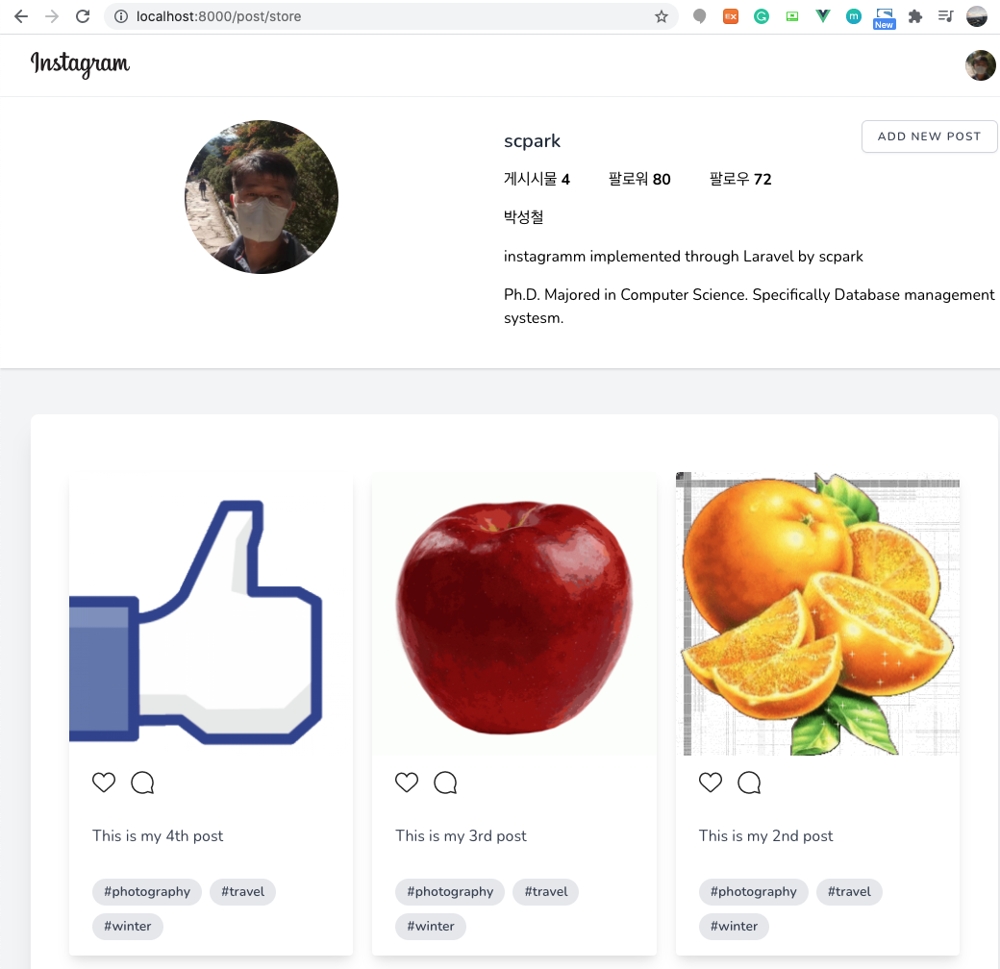 localhost:8000/post/store
EX
G
m
New
Instagram
scpark
ADD NEW POST
게시시물 4 팔로워 80 팔로우 72
박성철
instagramm implemented through Laravel by scpark
Ph.D. Majored in Computer Science. Specifically Database management
systesm.
This is my 4th post
#photography #travel
#winter
This is my 3rd post
#photography #travel
#winter
This is my 2nd post
#photography #travel
#winter